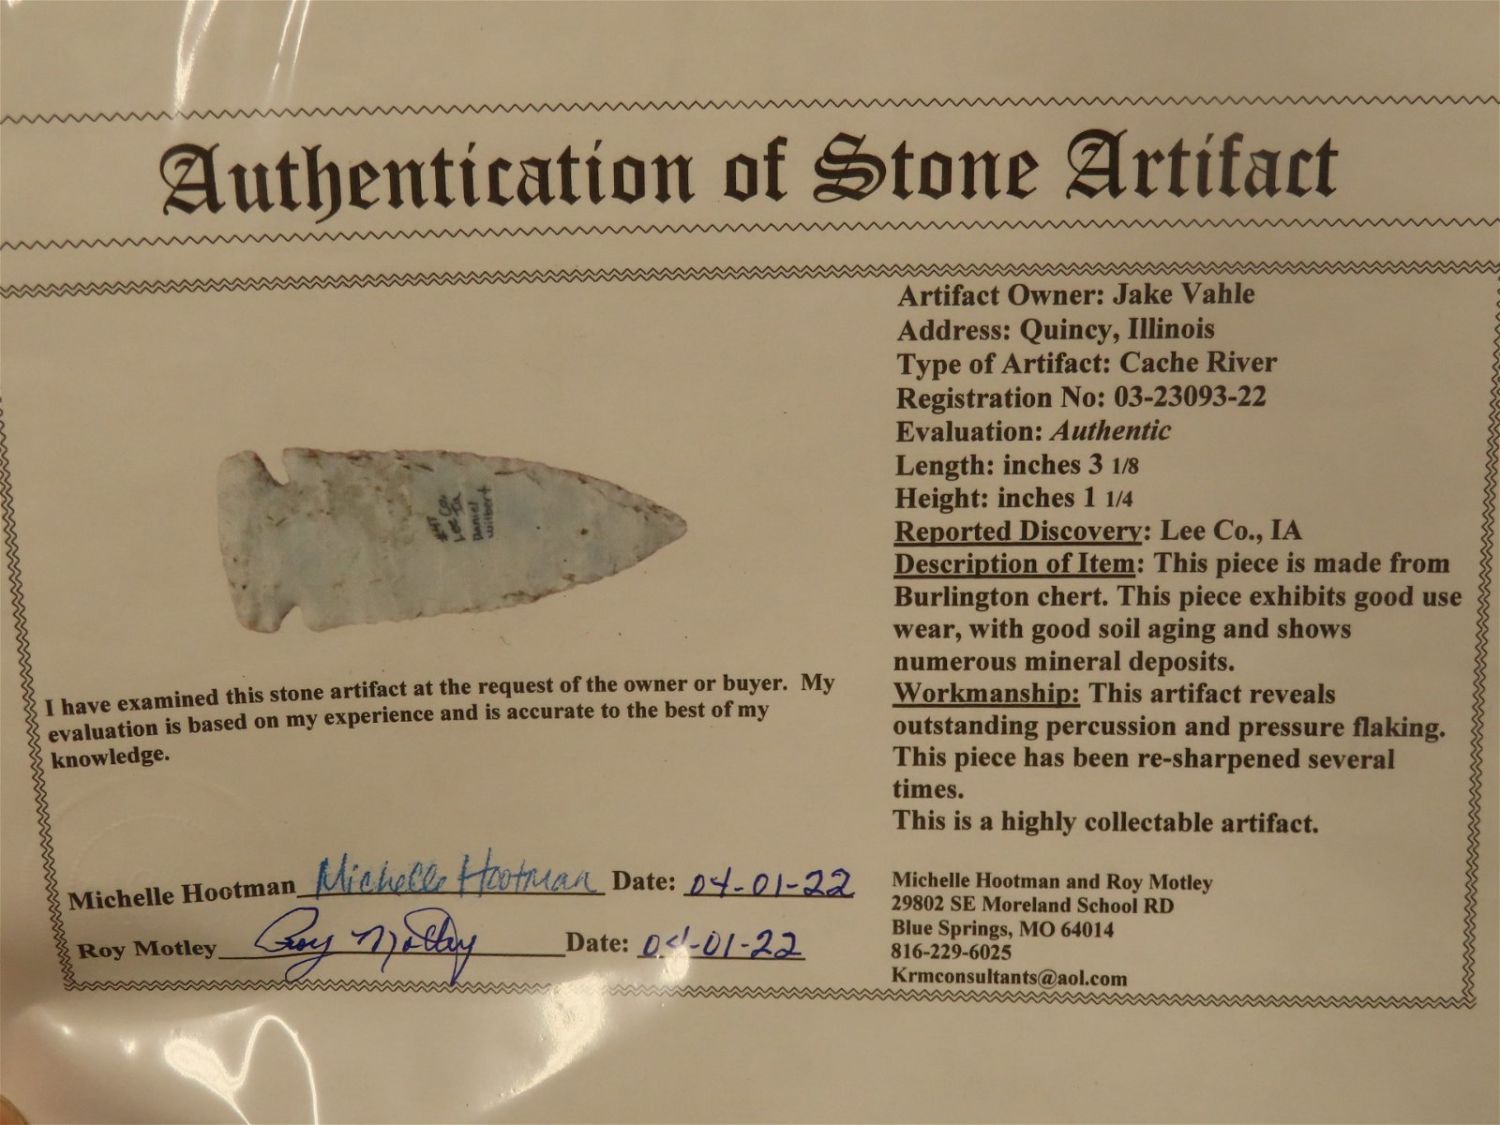 Authentication of Stone Artifact
Artifact Owner: Jake Vahle
Address: Quincy, Illinois
Type of Artifact: Cache River
Registration No: 03-23093-22
Evaluation: Authentic
Length: inches 3 1/8
Height: inches 1 1/4
Reported Discovery: Lee Co., IA
Description of Item: This piece is made from
Burlington chert. This piece exhibits good use
wear, with good soil aging and shows
numerous mineral deposits.
Workmanship: This artifact reveals
outstanding percussion and pressure flaking.
This piece has been re-sharpened several
times.
This is a highly collectable artifact.
Lee Co
Daniel
Wilbert
I have examined this stone artifact at the request of the owner or buyer. My
evaluation is based on my experience and is accurate to the best of my
knowledge.
Michelle Hootman Michelle Hootman Date: 04-01-22
Roy Motley Roy Motley Date: 04-01-22
Michelle Hootman and Roy Motley
29802 SE Moreland School RD
Blue Springs, MO 64014
816-229-6025
Krmconsultants@aol.com